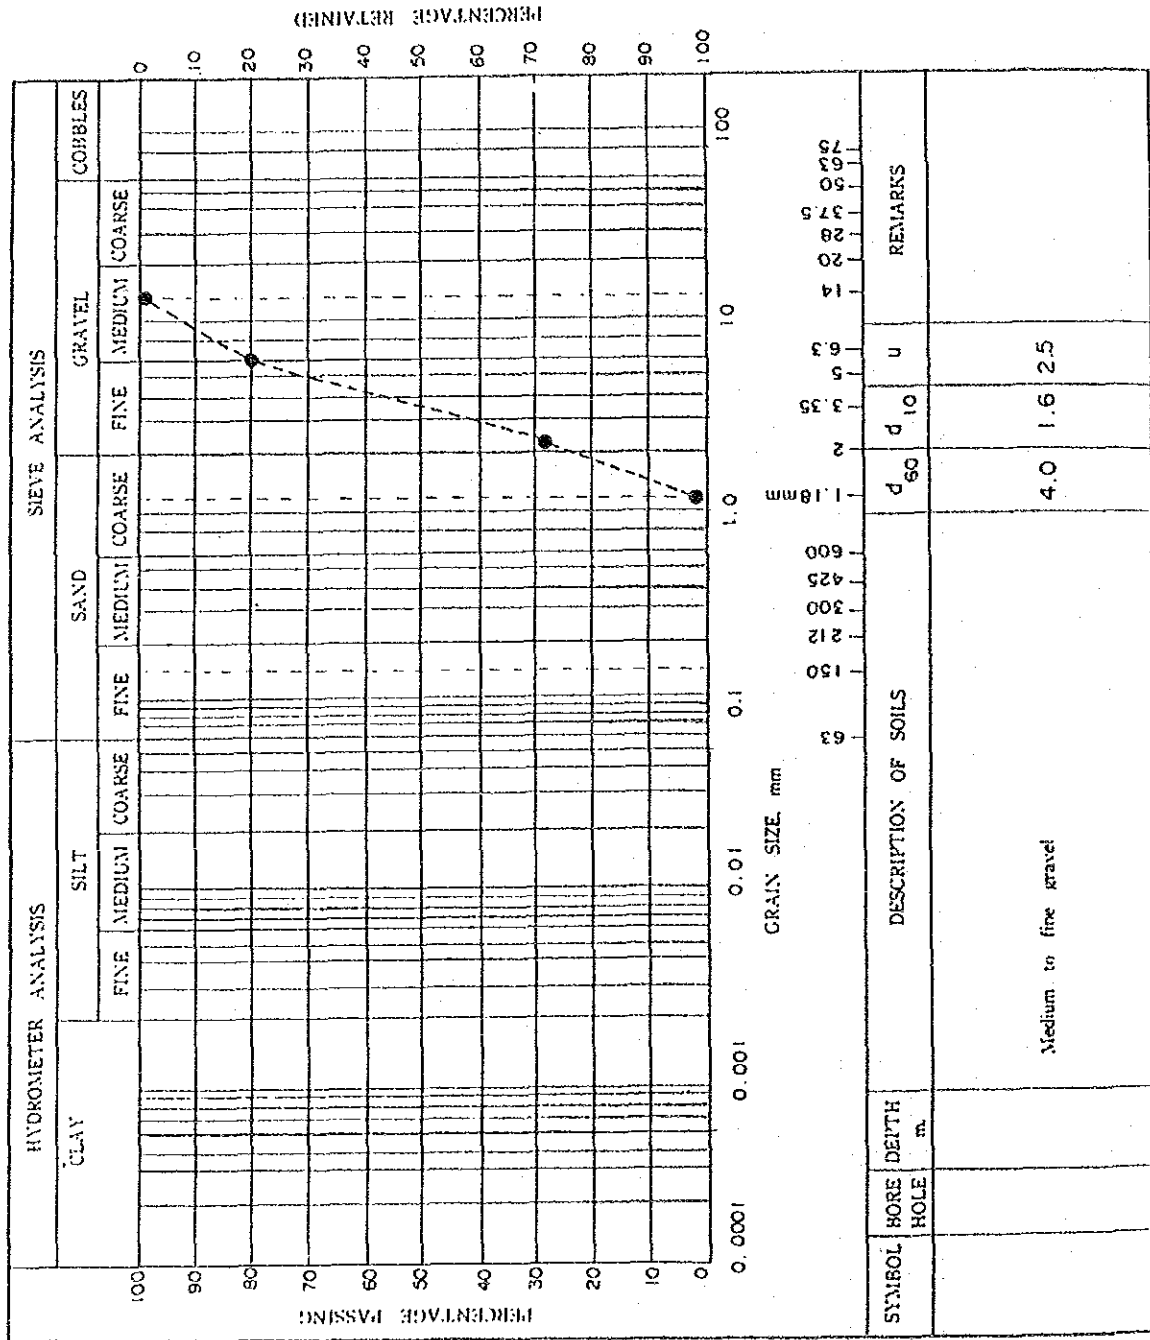 HYDROMETER ANALYSIS
SIEVE ANALYSIS
CLAY
SILT
SAND
GRAVEL
COBBLES
FINE
MEDIUM
COARSE
FINE
MEDIUM
COARSE
FINE
MEDIUM
COARSE
PERCENTAGE PASSING
100
90
80
70
60
50
40
30
20
10
0
PERCENTAGE RETAINED
0
10
20
30
40
50
60
70
80
90
100
0.0001
0.001
0.01
0.1
1.0
10
100
GRAIN SIZE, mm
63
150
212
300
425
600
1.18mm
2
3.35
5
6.3
14
20
28
37.5
50
63
75
SYMBOL
BORE HOLE
DEPTH m.
DESCRIPTION OF SOILS
d60
d10
u
REMARKS
Medium to fine gravel
4.0
1.6
2.5